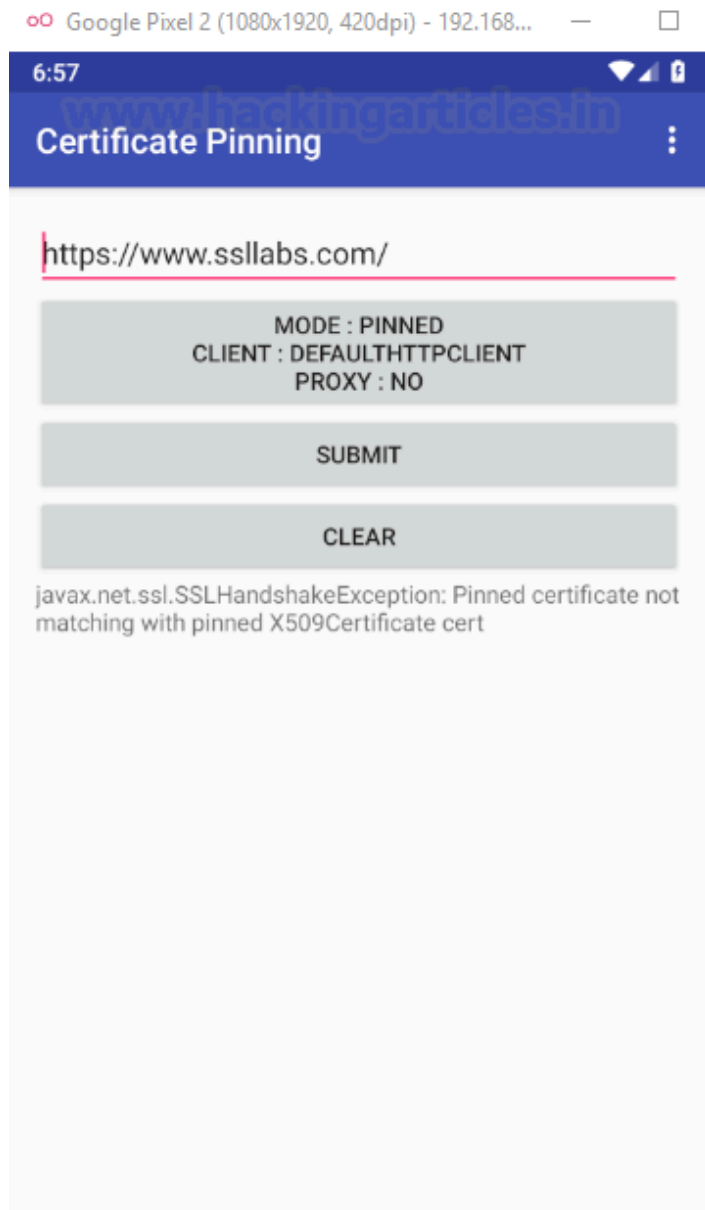 Google Pixel 2 (1080x1920, 420dpi) - 192.168...
6:57
www.hackingarticles.in
Certificate Pinning
https://www.ssllabs.com/
MODE : PINNED
CLIENT : DEFAULTHTTPCLIENT
PROXY : NO
SUBMIT
CLEAR
javax.net.ssl.SSLHandshakeException: Pinned certificate not
matching with pinned X509Certificate cert